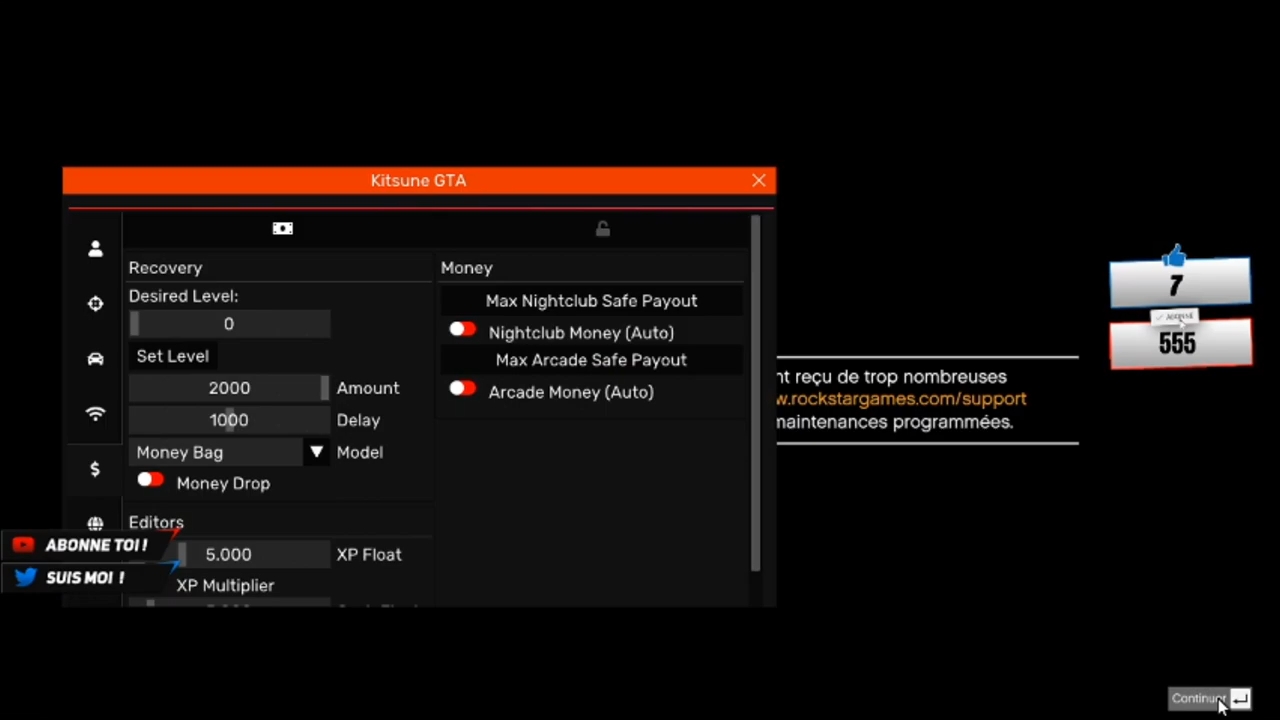 Kitsune GTA
Recovery
Desired Level:
0
Set Level
2000 Amount
1000 Delay
Money Bag Model
Money Drop
Editors
5.000 XP Float
XP Multiplier
Money
Max Nightclub Safe Payout
Nightclub Money (Auto)
Max Arcade Safe Payout
Arcade Money (Auto)
reçu de trop nombreuses
.rockstargames.com/support
maintenances programmées.
7
555
ABONNE TOI !
SUIS MOI !
Continuer